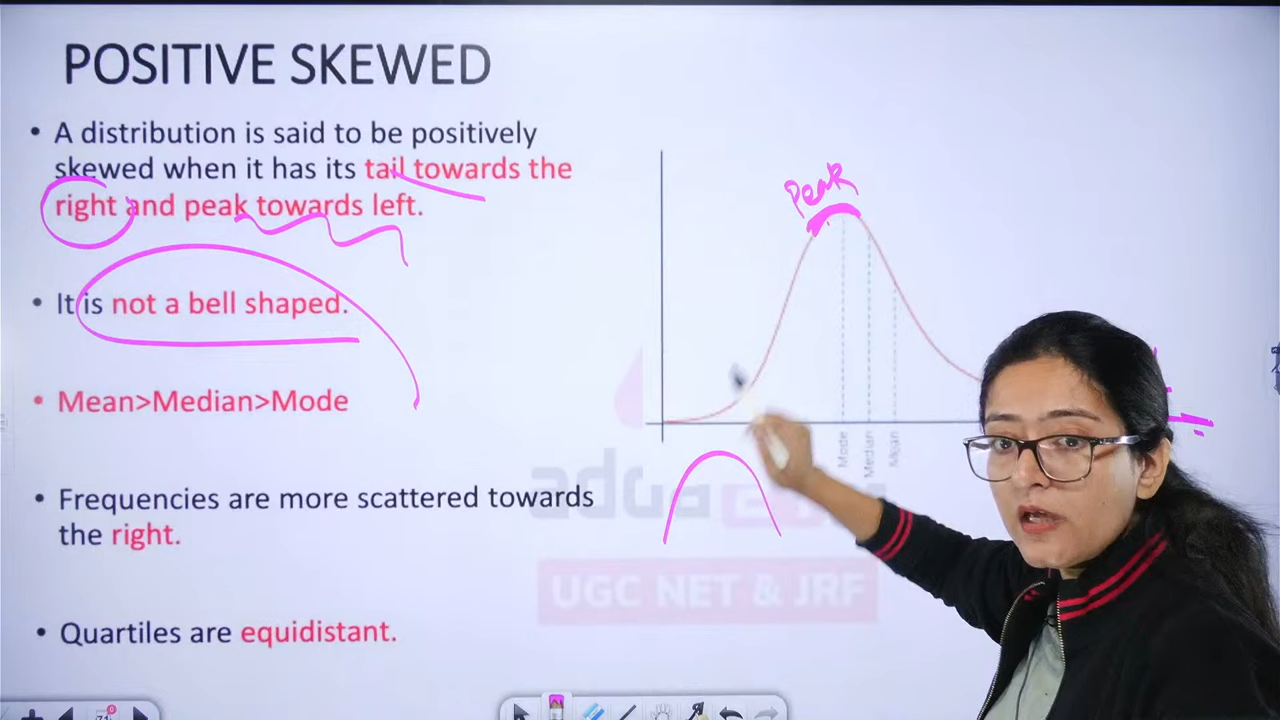 POSITIVE SKEWED
• A distribution is said to be positively
skewed when it has its tail towards the
right and peak towards left.
• It is not a bell shaped.
• Mean>Median>Mode
• Frequencies are more scattered towards
the right.
• Quartiles are equidistant.
Peak
Mode
Median
Mean
UGC NET & JRF